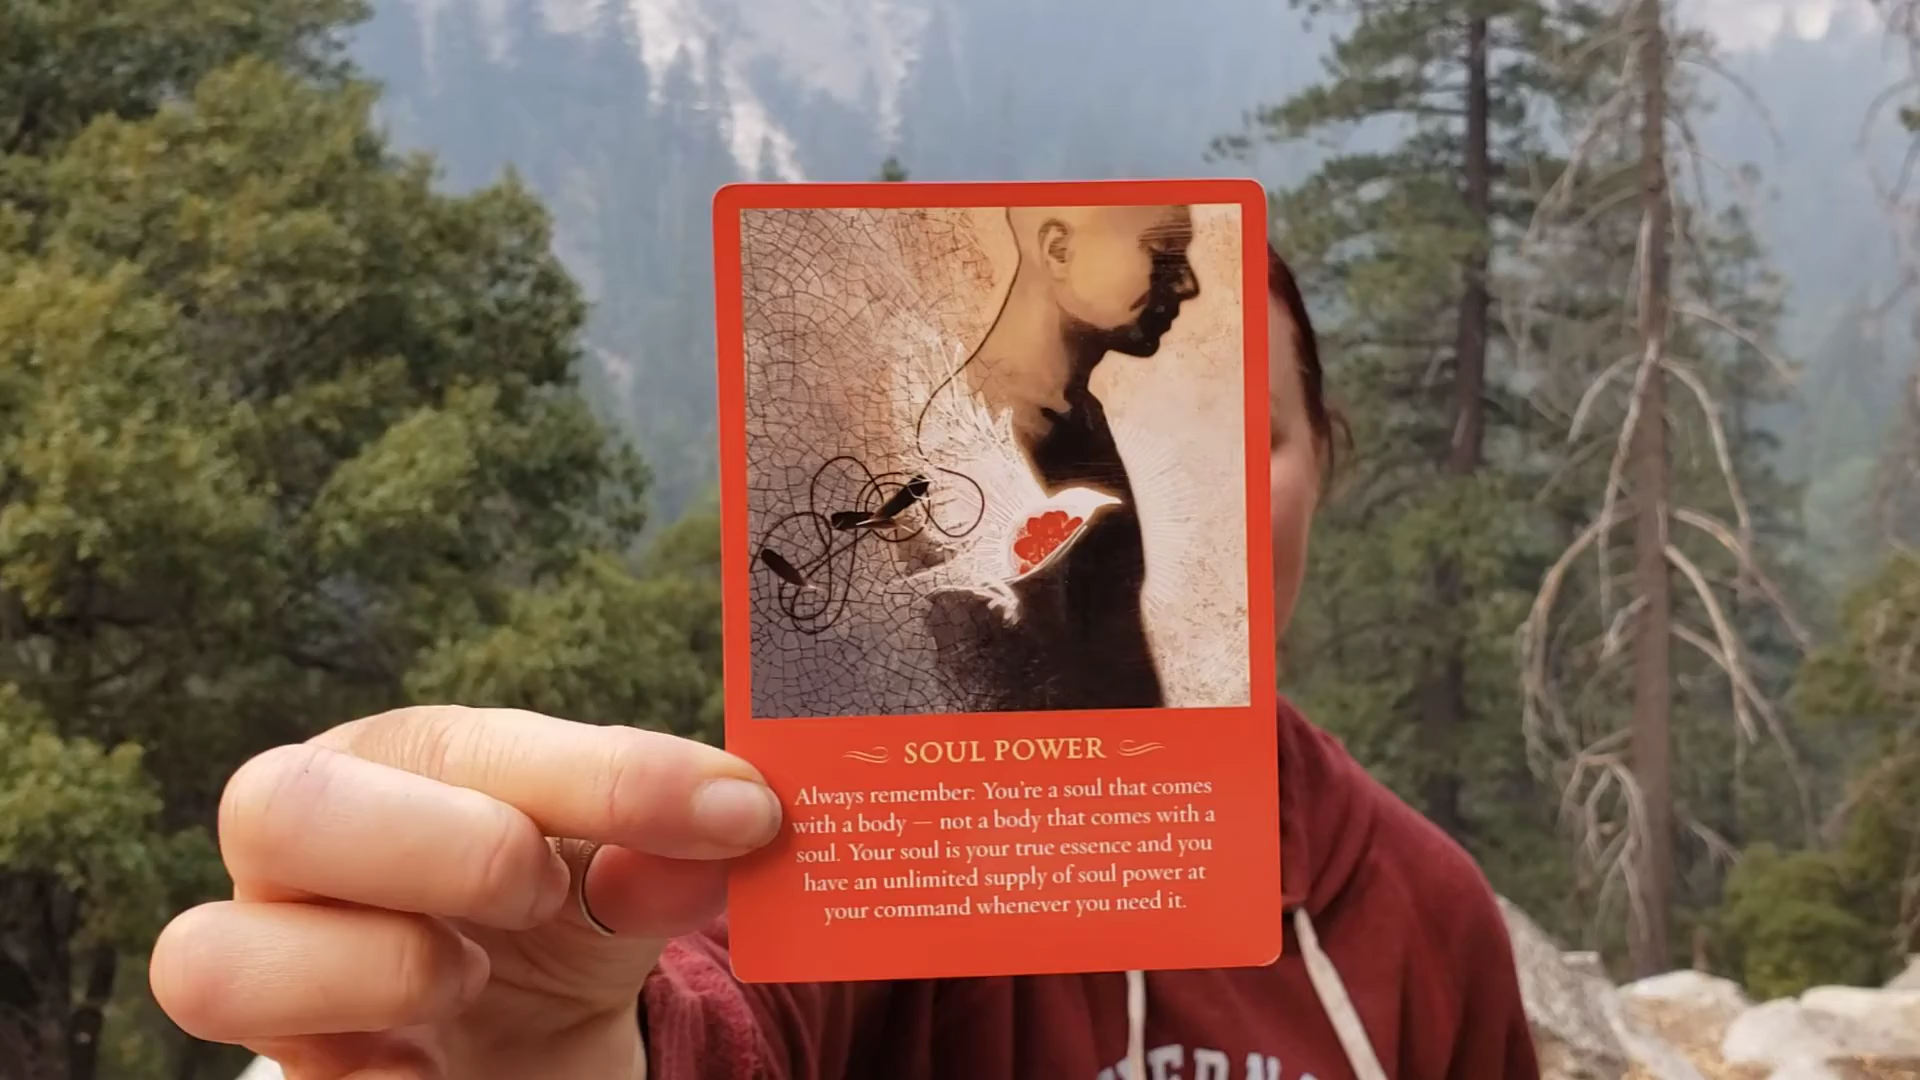 SOUL POWER
Always remember: You're a soul that comes
with a body — not a body that comes with a
soul. Your soul is your true essence and you
have an unlimited supply of soul power at
your command whenever you need it.